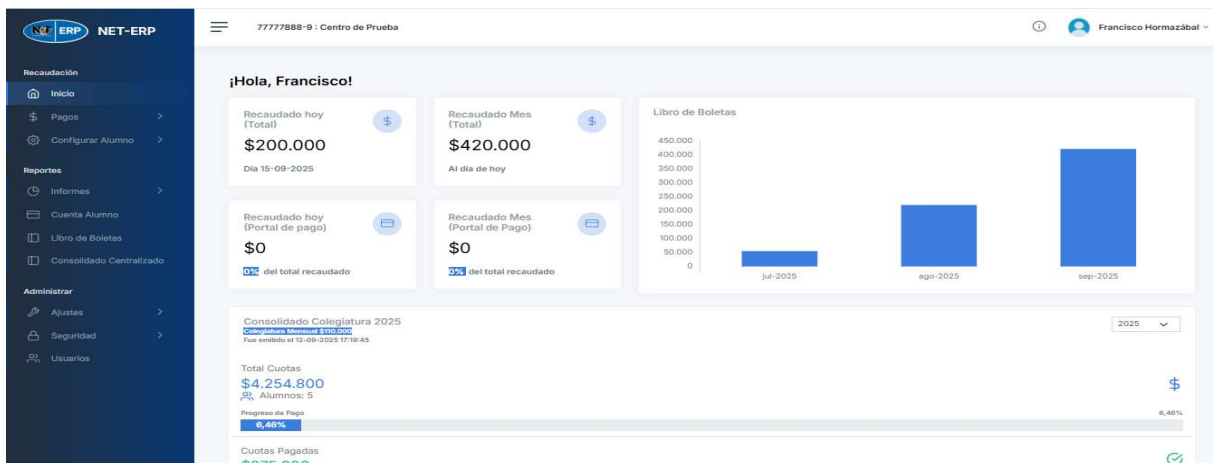 NET ERP NET-ERP
77777888-9 : Centro de Prueba
Francisco Hormazábal
Recaudación
Inicio
Pagos
Configurar Alumno
Reportes
Informes
Cuenta Alumno
Libro de Boletas
Consolidado Centralizado
Administrar
Ajustes
Seguridad
Usuarios
¡Hola, Francisco!
Recaudado hoy
(Total)
$200.000
Día 15-09-2025
Recaudado Mes
(Total)
$420.000
Al día de hoy
Recaudado hoy
(Portal de pago)
$0
0% del total recaudado
Recaudado Mes
(Portal de Pago)
$0
0% del total recaudado
Libro de Boletas
450.000
400.000
350.000
300.000
250.000
200.000
150.000
100.000
50.000
0
jul-2025 ago-2025 sep-2025
Consolidado Colegiatura 2025
Colegiatura Mensual $110.000
Fue emitido el 12-09-2025 17:19:45
2025
Total Cuotas
$4.254.800
Alumnos: 5
Progreso de Pago
6,46%
6,46%
Cuotas Pagadas